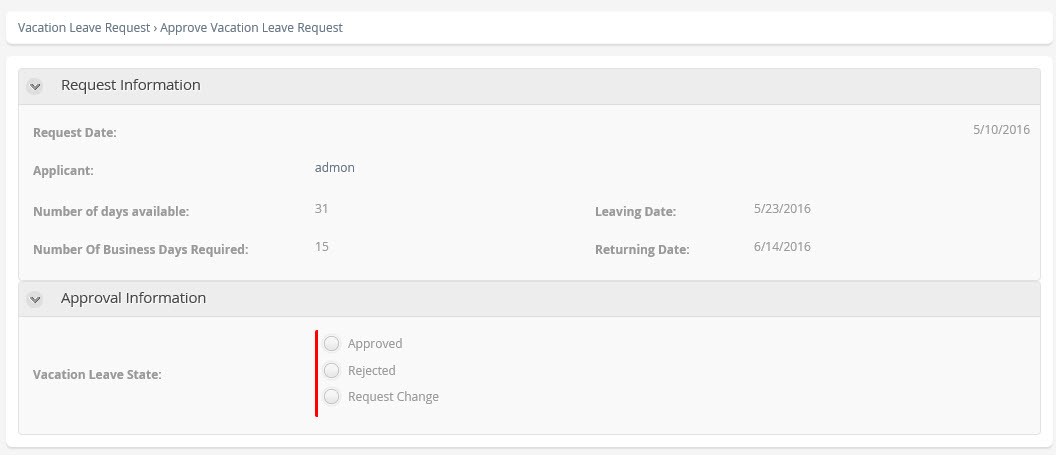 Vacation Leave Request › Approve Vacation Leave Request
Request Information
Request Date: 5/10/2016
Applicant: admon
Number of days available: 31 Leaving Date: 5/23/2016
Number Of Business Days Required: 15 Returning Date: 6/14/2016
Approval Information
Vacation Leave State:
Approved
Rejected
Request Change